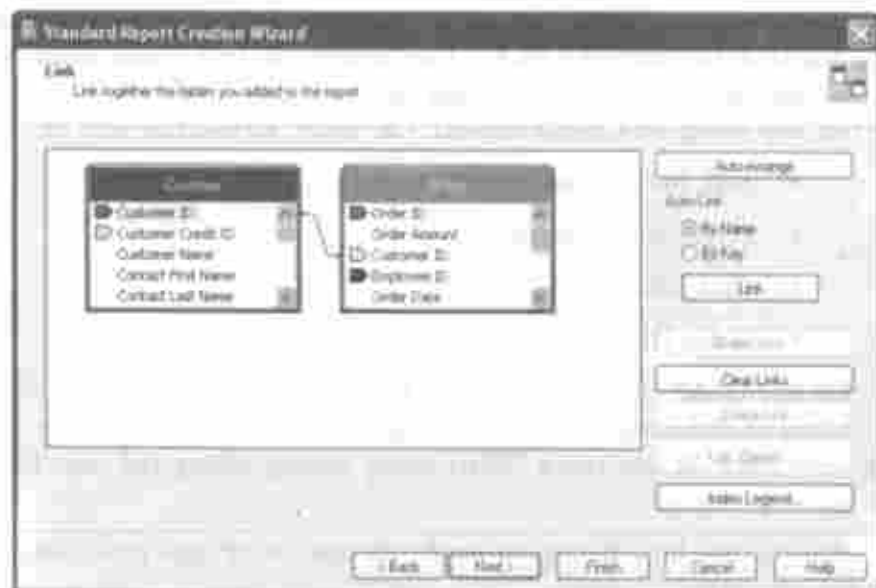 Standard Report Creation Wizard
Link
Link together the tables you added to the report
Customer
Customer ID
Customer Credit ID
Customer Name
Contact First Name
Contact Last Name
Order ID
Order Amount
Customer ID
Employee ID
Order Date
Auto-Arrange
Auto-Link
By Name
By Key
Link
Clear Links
Index Legend...
< Back
Next >
Finish
Cancel
Help